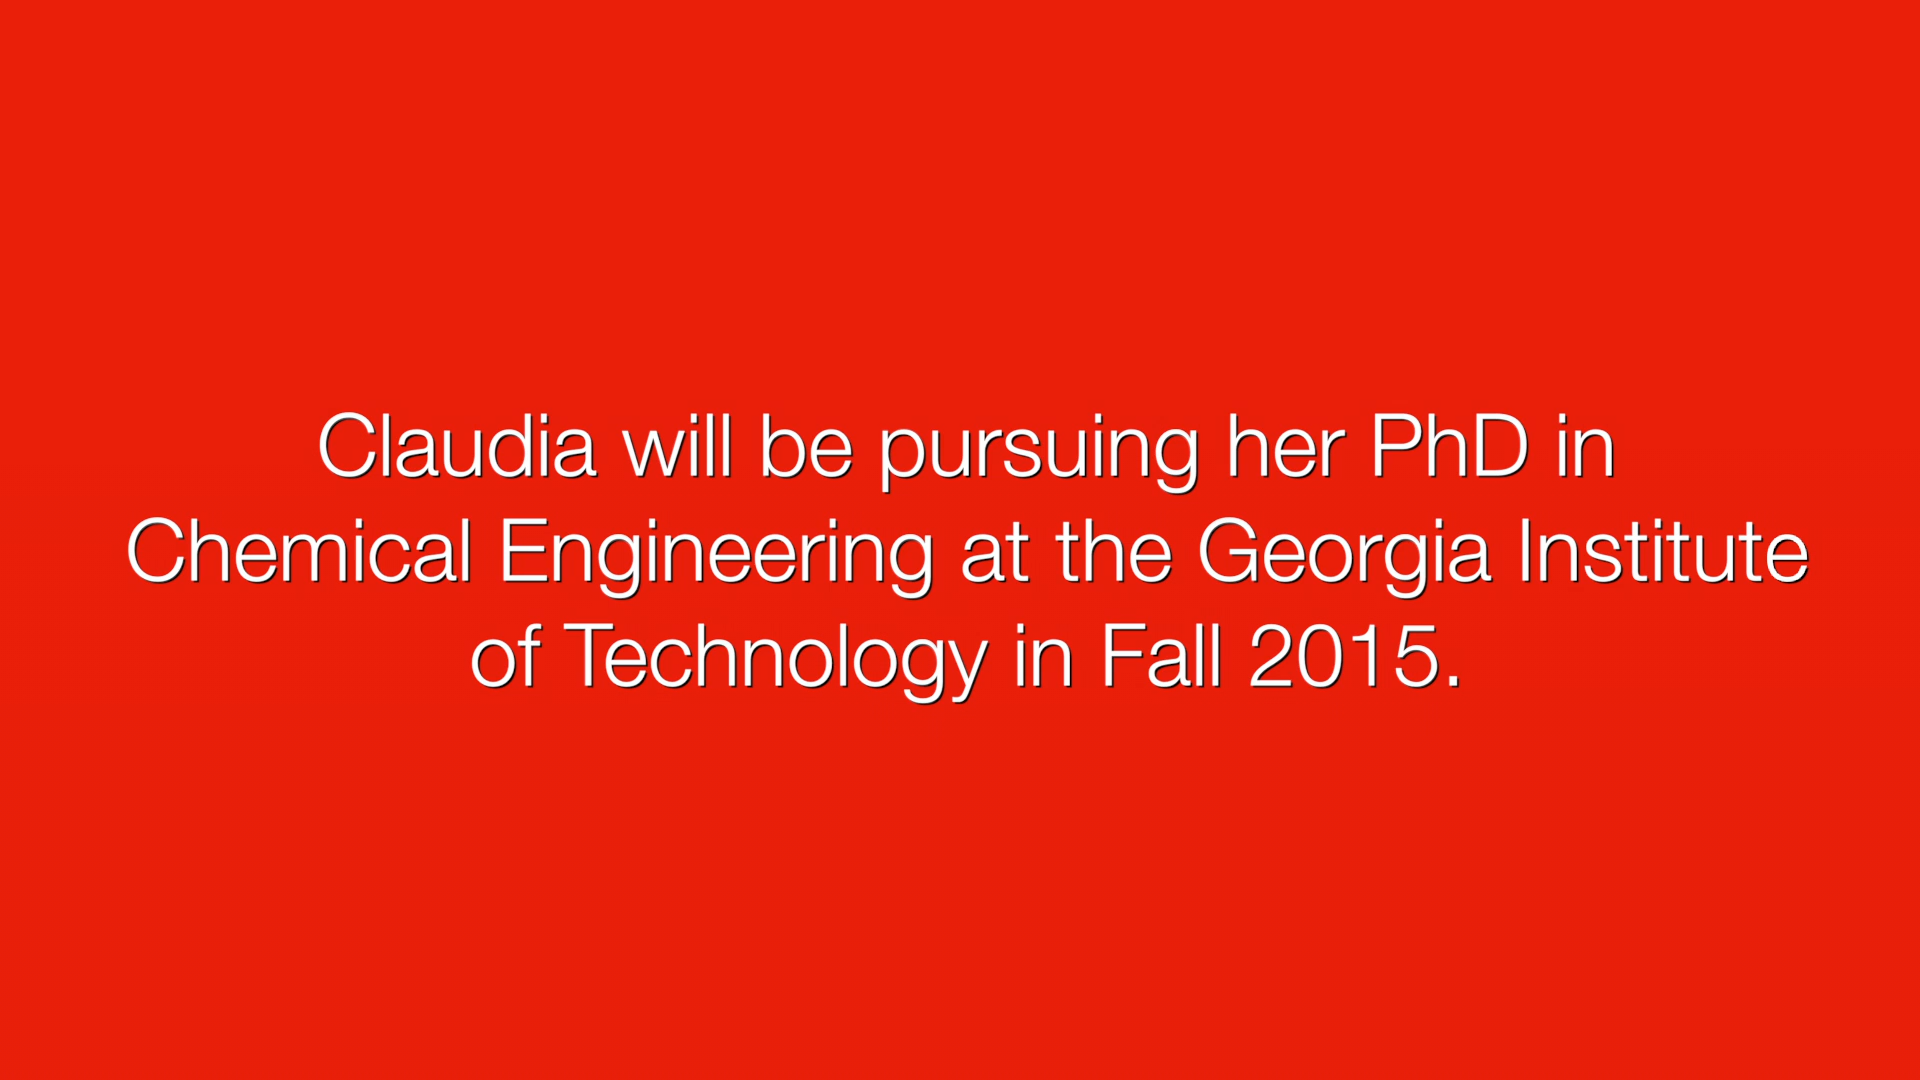 Claudia will be pursuing her PhD in
Chemical Engineering at the Georgia Institute
of Technology in Fall 2015.